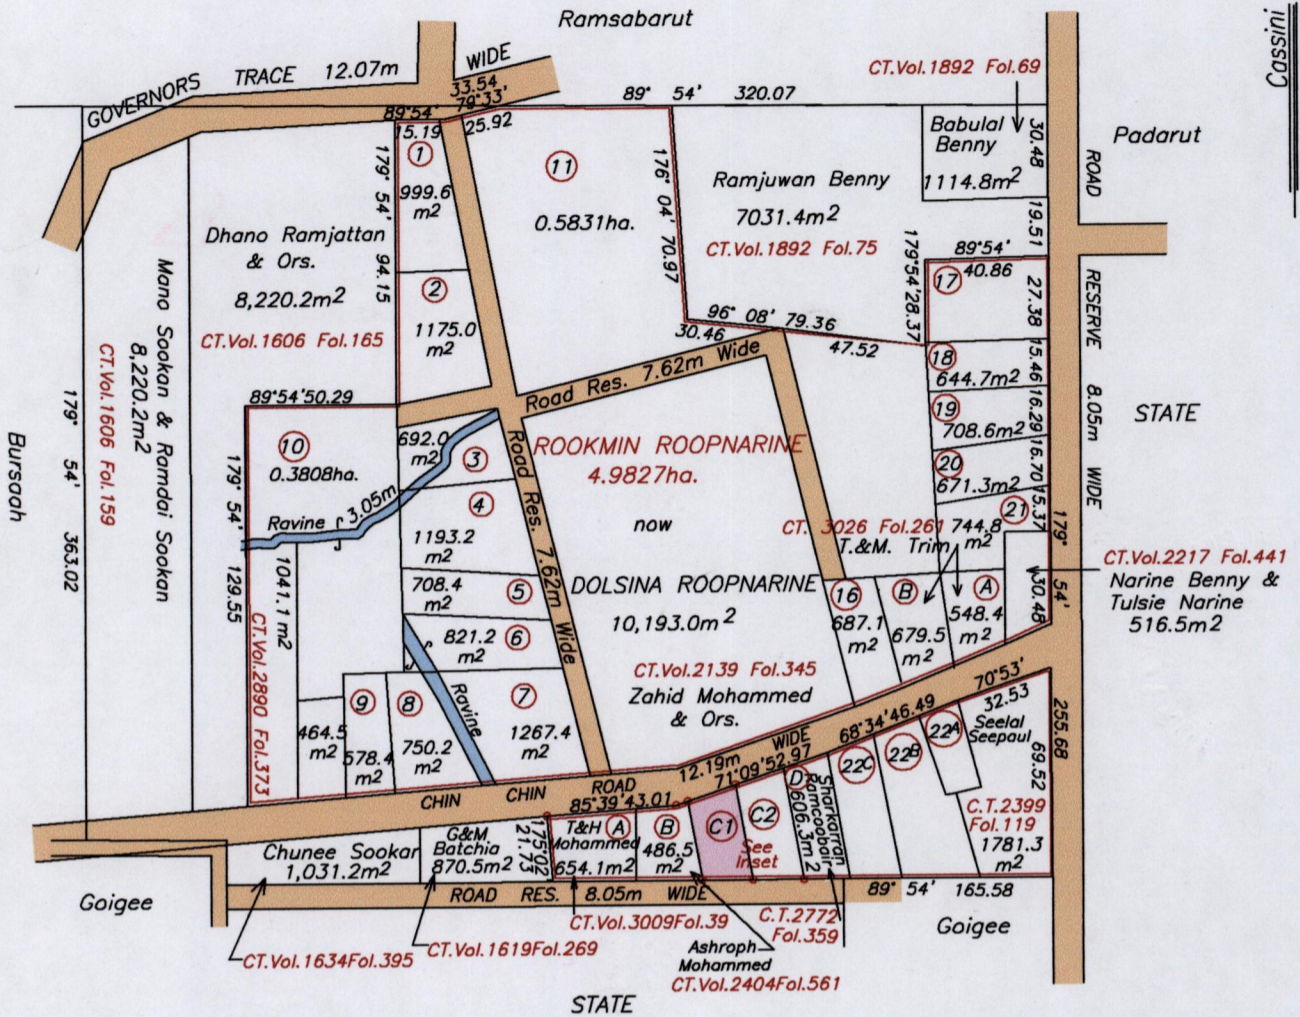 Ramsabarut
Cassini
GOVERNORS TRACE 12.07m WIDE
33.54
79°33'
89° 54' 320.07
CT.Vol.1892 Fol.69
89°54'
15.19
25.92
Babulal
Benny
1114.8m2
30.48
Padarut
ROAD
1
999.6
m2
179° 54' 94.15
11
0.5831ha.
176° 04' 70.97
Ramjuwan Benny
7031.4m2
CT.Vol.1892 Fol.75
19.51
Dhano Ramjattan
& Ors.
8,220.2m2
CT.Vol.1606 Fol.165
Mano Sookan & Ramdai Sookan
8,220.2m2
CT.Vol.1606 Fol.159
179° 54' 363.02
Bursaah
2
1175.0
m2
179°54'28.37
89°54'
40.86
17
27.38
RESERVE 8.05m WIDE
96° 08' 79.36
30.46
47.52
Road Res. 7.62m Wide
18
644.7m2
15.46
19
708.6m2
16.29
STATE
89°54'50.29
10
0.3808ha.
179° 54' 129.55
Ravine 3.05m
692.0
m2
3
Road Res. 7.62m Wide
ROOKMIN ROOPNARINE
4.9827ha.
now
20
671.3m2
16.70
21
744.8
m2
15.37
4
1193.2
m2
CT. 3026 Fol.261
T.&M. Trim
179° 54'
255.68
CT.Vol.2217 Fol.441
Narine Benny &
Tulsie Narine
516.5m2
1041.1 m2
CT.Vol.2890 Fol.373
708.4
m2
5
DOLSINA ROOPNARINE
10,193.0m2
16
687.1
m2
B
679.5
m2
A
548.4
m2
30.48
821.2
m2
6
CT.Vol.2139 Fol.345
Zahid Mohammed
& Ors.
Ravine
7
1267.4
m2
9
8
464.5
m2
578.4
m2
750.2
m2
70°53'
32.53
68°34'46.49
Seelal
Seepaul
69.52
22A
22B
22C
CHIN CHIN ROAD 12.19m WIDE
71°09'52.97
85°39'43.01
C.T.2399
Fol.119
1781.3
m2
Chunee Sookar
1,031.2m2
G&M
Batchia
870.5m2
175°02'
21.73
T&H
Mohammed
A
654.1m2
B
486.5
m2
C1
C2
See
Inset
D
606.3m2
Sharkarran
Ramcoobair
Goigee
ROAD RES. 8.05m WIDE
89° 54' 165.58
Goigee
CT.Vol.1634Fol.395
CT.Vol.1619Fol.269
CT.Vol.3009Fol.39
C.T.2772
Fol.359
Ashroph
Mohammed
CT.Vol.2404Fol.561
STATE